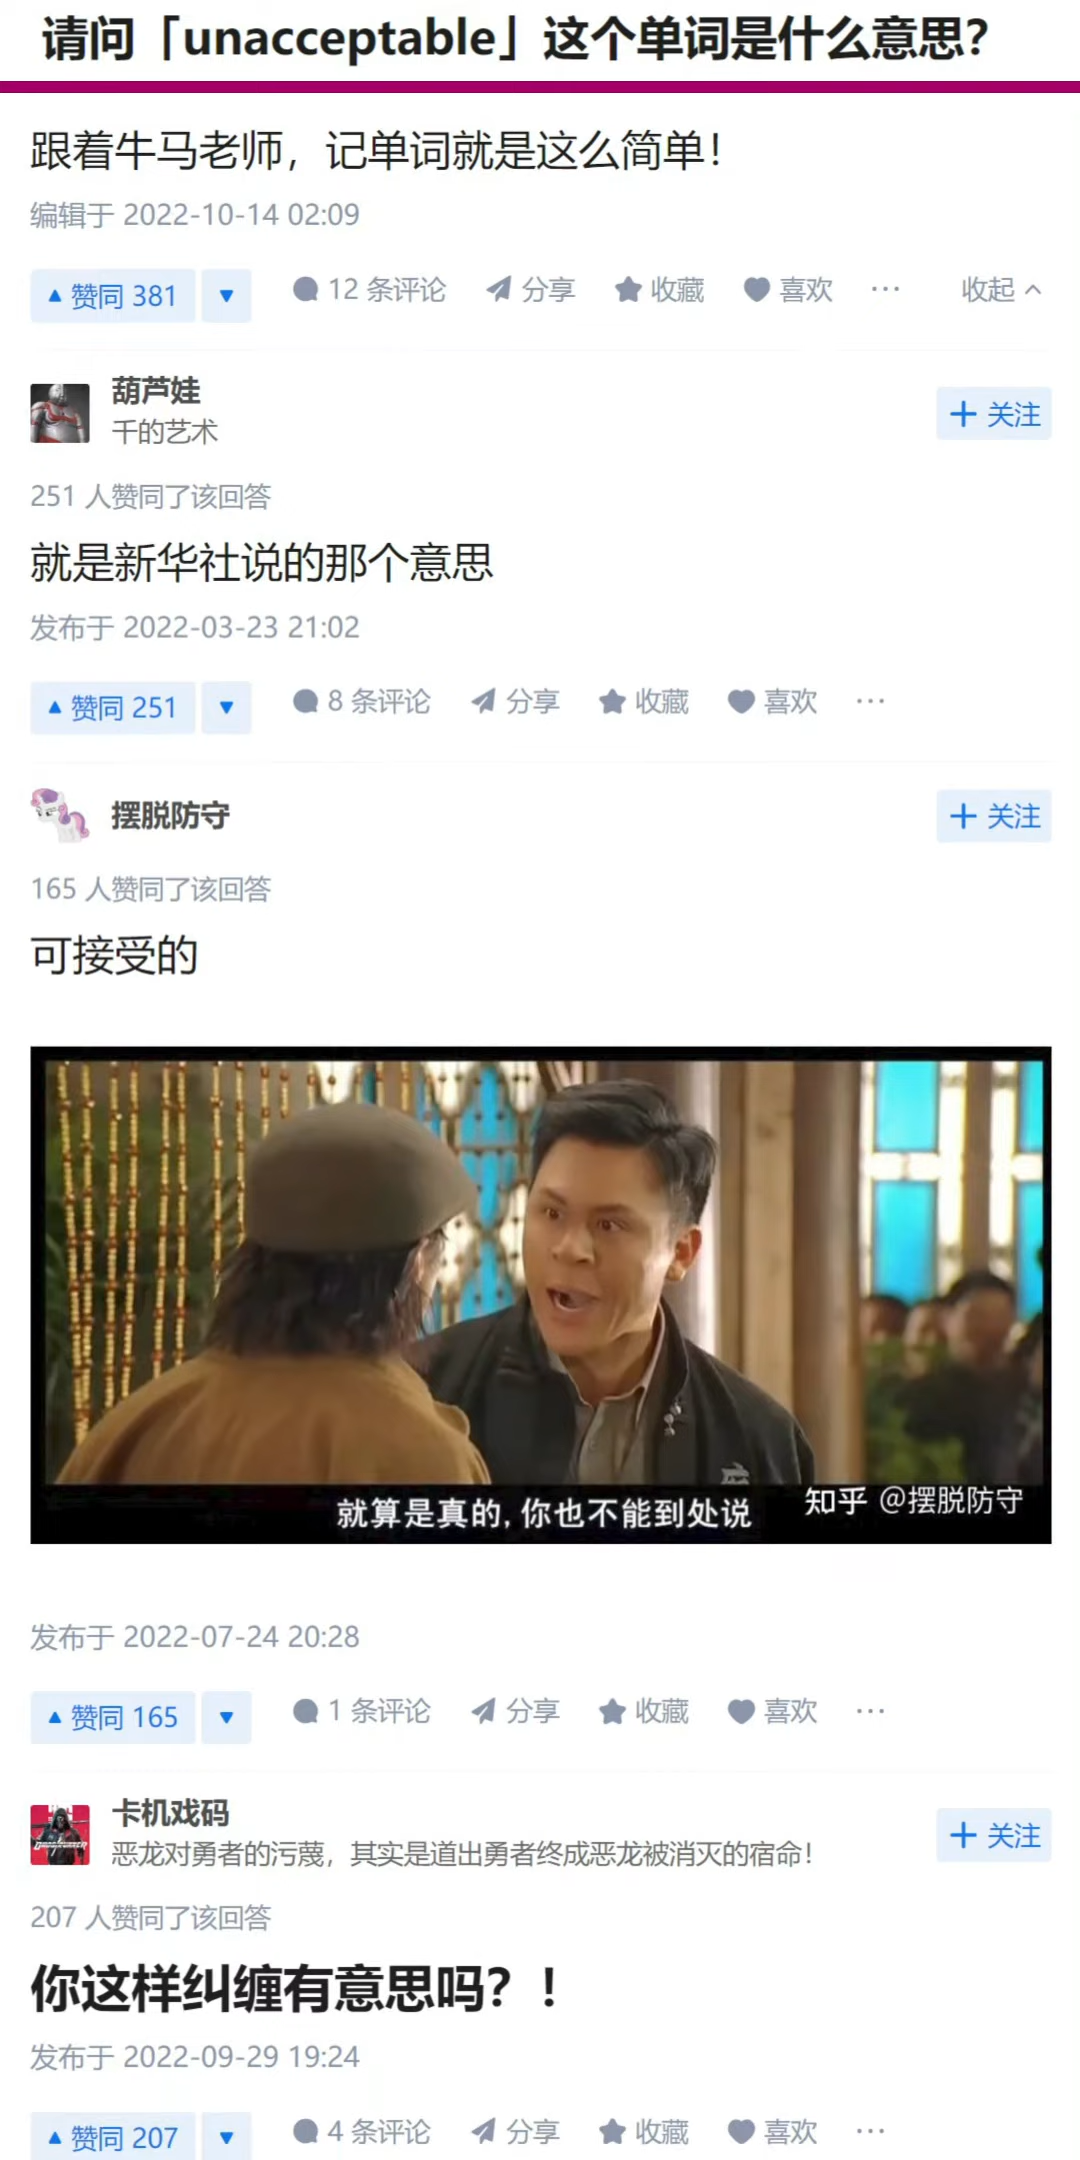 请问「unacceptable」这个单词是什么意思？
跟着牛马老师，记单词就是这么简单！
编辑于 2022-10-14 02:09
赞同 381
12 条评论
分享
收藏
喜欢
收起
葫芦娃
千的艺术
关注
251 人赞同了该回答
就是新华社说的那个意思
发布于 2022-03-23 21:02
赞同 251
8 条评论
分享
收藏
喜欢
摆脱防守
关注
165 人赞同了该回答
可接受的
就算是真的，你也不能到处说
知乎 @摆脱防守
发布于 2022-07-24 20:28
赞同 165
1 条评论
分享
收藏
喜欢
卡机戏码
恶龙对勇者的污蔑，其实是道出勇者终成恶龙被消灭的宿命！
关注
207 人赞同了该回答
你这样纠缠有意思吗？！
发布于 2022-09-29 19:24
赞同 207
4 条评论
分享
收藏
喜欢